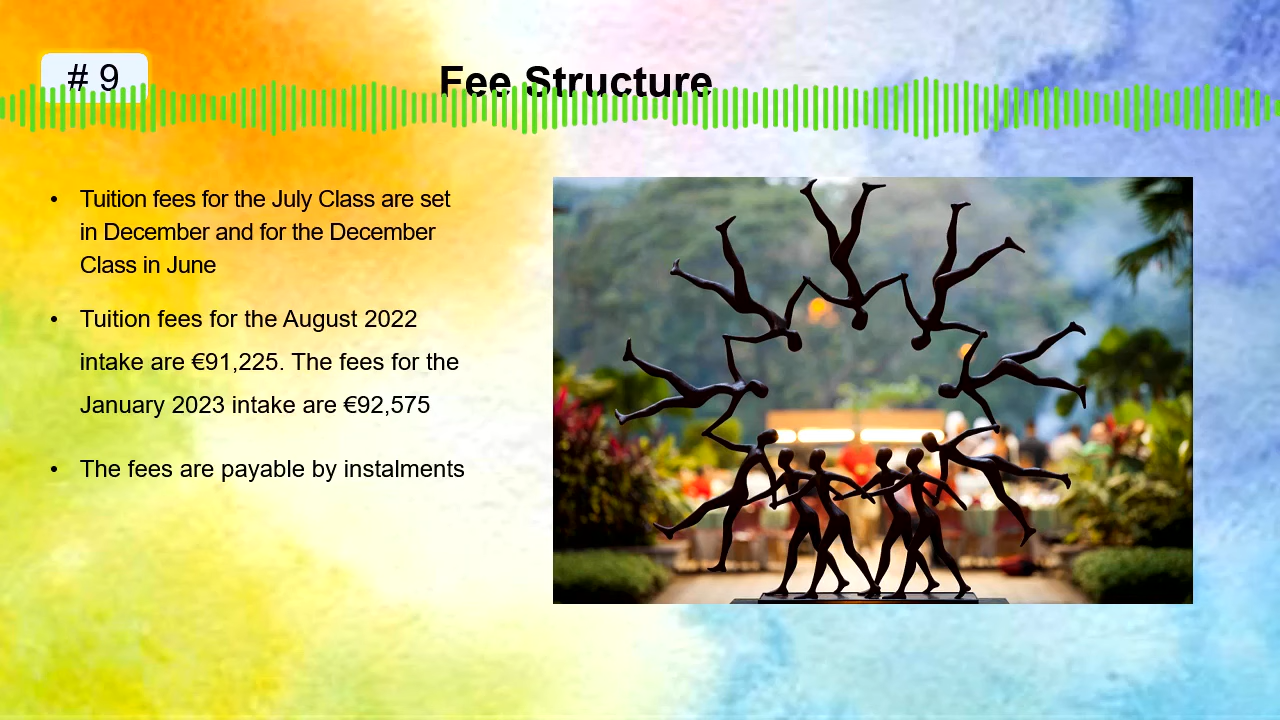 # 9
Fee Structure
• Tuition fees for the July Class are set
in December and for the December
Class in June
• Tuition fees for the August 2022
intake are €91,225. The fees for the
January 2023 intake are €92,575
• The fees are payable by instalments